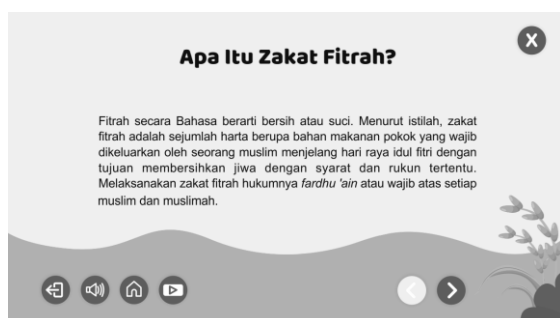 Apa Itu Zakat Fitrah?
X
Fitrah secara Bahasa berarti bersih atau suci. Menurut istilah, zakat
fitrah adalah sejumlah harta berupa bahan makanan pokok yang wajib
dikeluarkan oleh seorang muslim menjelang hari raya idul fitri dengan
tujuan membersihkan jiwa dengan syarat dan rukun tertentu.
Melaksanakan zakat fitrah hukumnya fardhu 'ain atau wajib atas setiap
muslim dan muslimah.